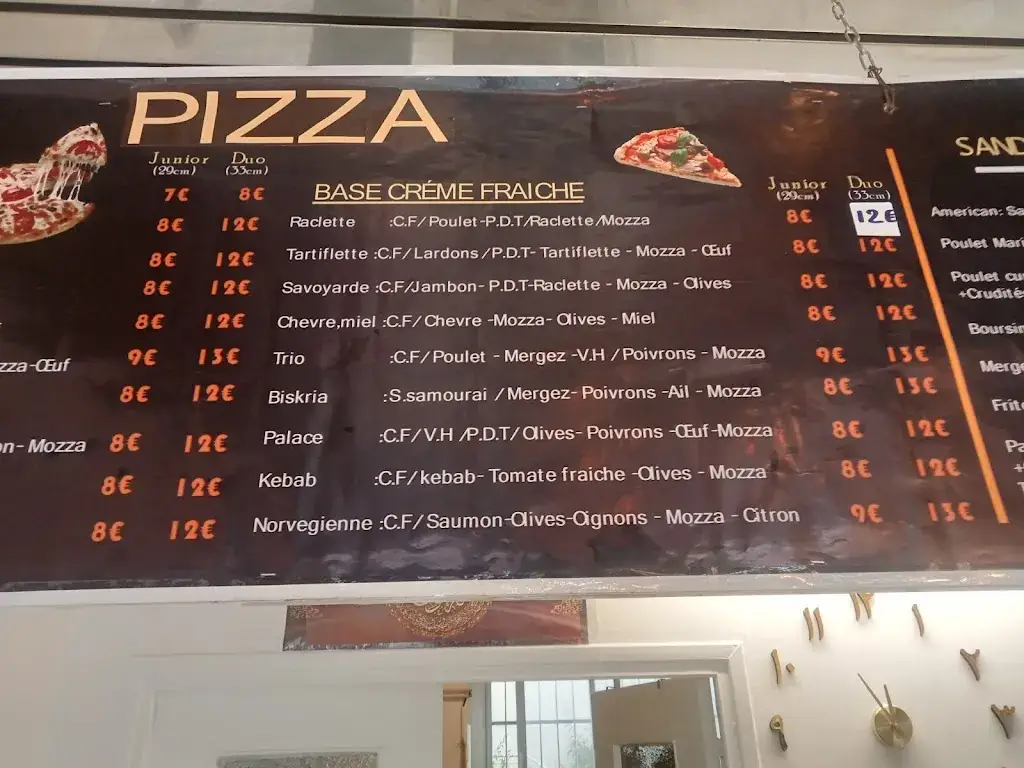 PIZZA
Junior Duo
(29cm) (33cm)
7€ 8€
8€ 12€
8€ 12€
8€ 12€
8€ 12€
zza-Œuf 9€ 13€
8€ 12€
on- Mozza 8€ 12€
8€ 12€
8€ 12€
BASE CRÉME FRAICHE
Junior Duo
(29cm) (33cm)
Raclette :C.F/ Poulet-P.D.T/Raclette/Mozza 8€ 12€
Tartiflette :C.F/ Lardons /P.D.T- Tartiflette - Mozza - Œuf 8€ 12€
Savoyarde :C.F/Jambon- P.D.T-Raclette - Mozza - Olives 8€ 12€
Chevre,miel :C.F/ Chevre -Mozza- Olives - Miel 8€ 12€
Trio :C.F/ Poulet - Mergez -V.H / Poivrons - Mozza 9€ 13€
Biskria :S.samourai / Mergez- Poivrons -Ail - Mozza 8€ 13€
Palace :C.F/ V.H /P.D.T/ Olives- Poivrons -Œuf-Mozza 8€ 12€
Kebab :C.F/ kebab- Tomate fraiche -Olives - Mozza 8€ 12€
Norvegienne :C.F/ Saumon-Olives-Oignons - Mozza - Citron 9€ 13€
SAND
American: Sa
Poulet Mari
Poulet cu
+Crudité
Boursin
Merge
Frite
Pa